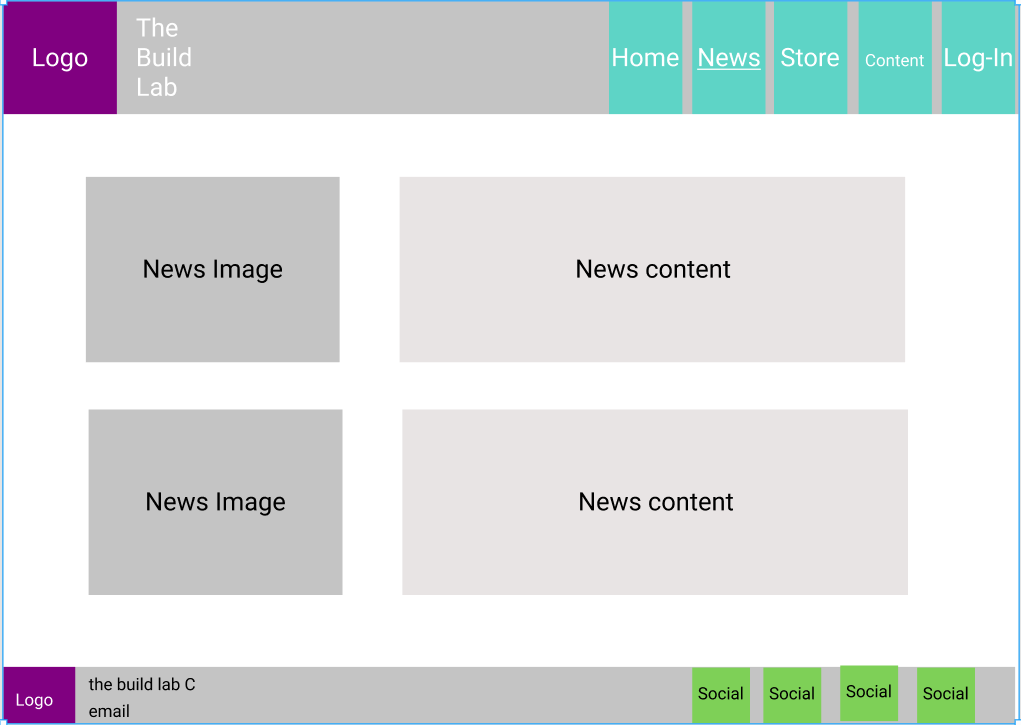 Logo
The
Build
Lab
Home
News
Store
Content
Log-In
News Image
News content
News Image
News content
Logo
the build lab C
email
Social
Social
Social
Social